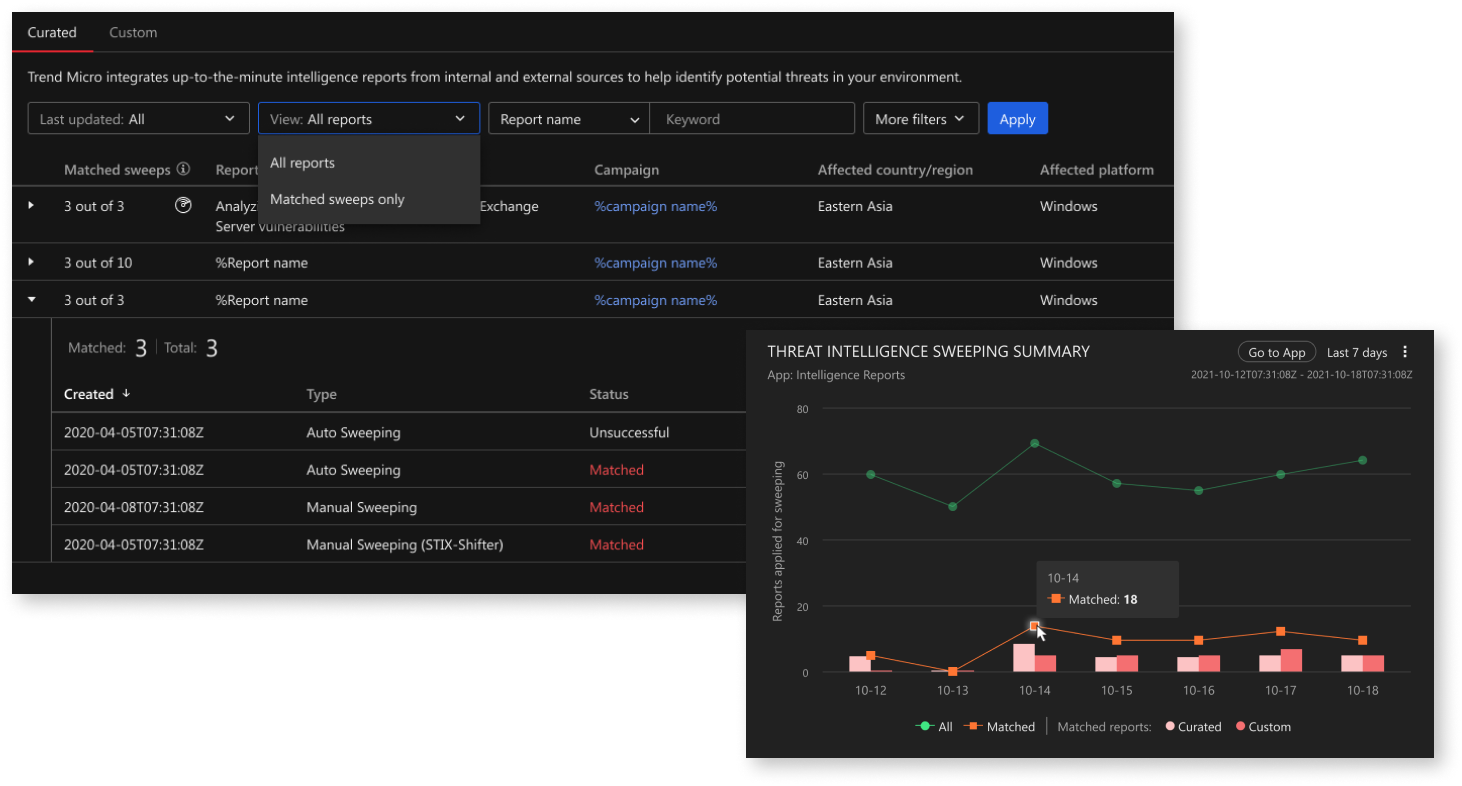 Curated Custom
Trend Micro integrates up-to-the-minute intelligence reports from internal and external sources to help identify potential threats in your environment.
Last updated: All View: All reports Report name Keyword More filters Apply
All reports
Matched sweeps only
Matched sweeps Report Campaign Affected country/region Affected platform
3 out of 3 Analyz Exchange %campaign name% Eastern Asia Windows
Server vulnerabilities
3 out of 10 %Report name %campaign name% Eastern Asia Windows
3 out of 3 %Report name %campaign name% Eastern Asia Windows
Matched: 3 Total: 3
Created Type Status
2020-04-05T07:31:08Z Auto Sweeping Unsuccessful
2020-04-05T07:31:08Z Auto Sweeping Matched
2020-04-08T07:31:08Z Manual Sweeping Matched
2020-04-05T07:31:08Z Manual Sweeping (STIX-Shifter) Matched
THREAT INTELLIGENCE SWEEPING SUMMARY Go to App Last 7 days
App: Intelligence Reports 2021-10-12T07:31:08Z - 2021-10-18T07:31:08Z
Reports applied for sweeping
80
60
40
20
0
10-14
Matched: 18
10-12 10-13 10-14 10-15 10-16 10-17 10-18
All Matched Matched reports: Curated Custom